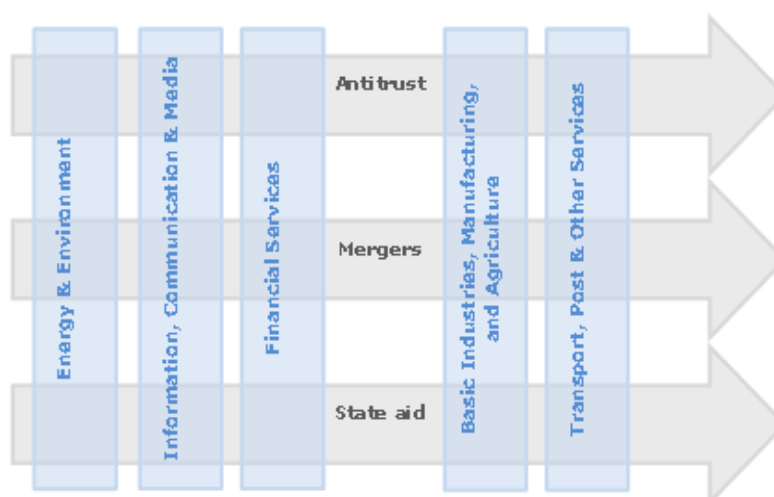 Antitrust
Mergers
State aid
Energy & Environment
Information, Communication & Media
Financial Services
Basic Industries, Manufacturing,
and Agriculture
Transport, Post & Other Services